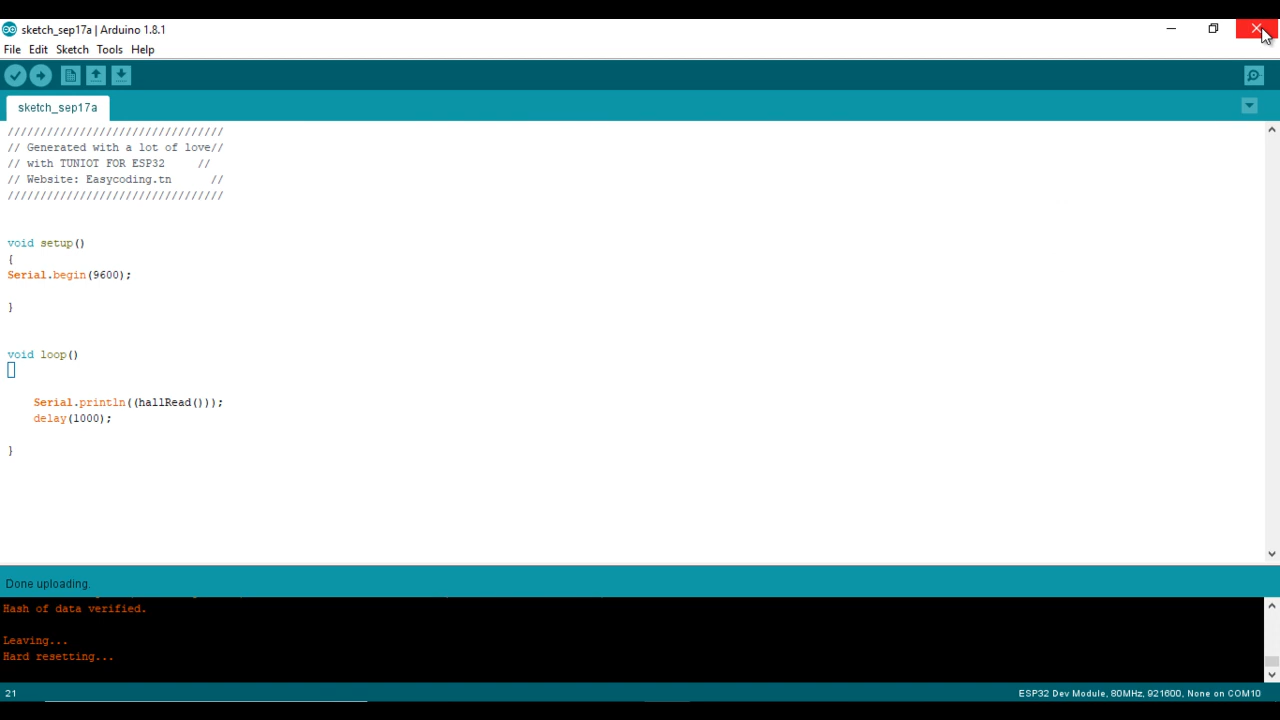 sketch_sep17a | Arduino 1.8.1
File Edit Sketch Tools Help
sketch_sep17a
/////////////////////////////////
// Generated with a lot of love//
// with TUNIOT FOR ESP32     //
// Website: Easycoding.tn      //
/////////////////////////////////
void setup()
{
Serial.begin(9600);
}
void loop()
Serial.println((hallRead()));
delay(1000);
}
Done uploading.
Hash of data verified.
Leaving...
Hard resetting...
21 ESP32 Dev Module, 80MHz, 921600, None on COM10